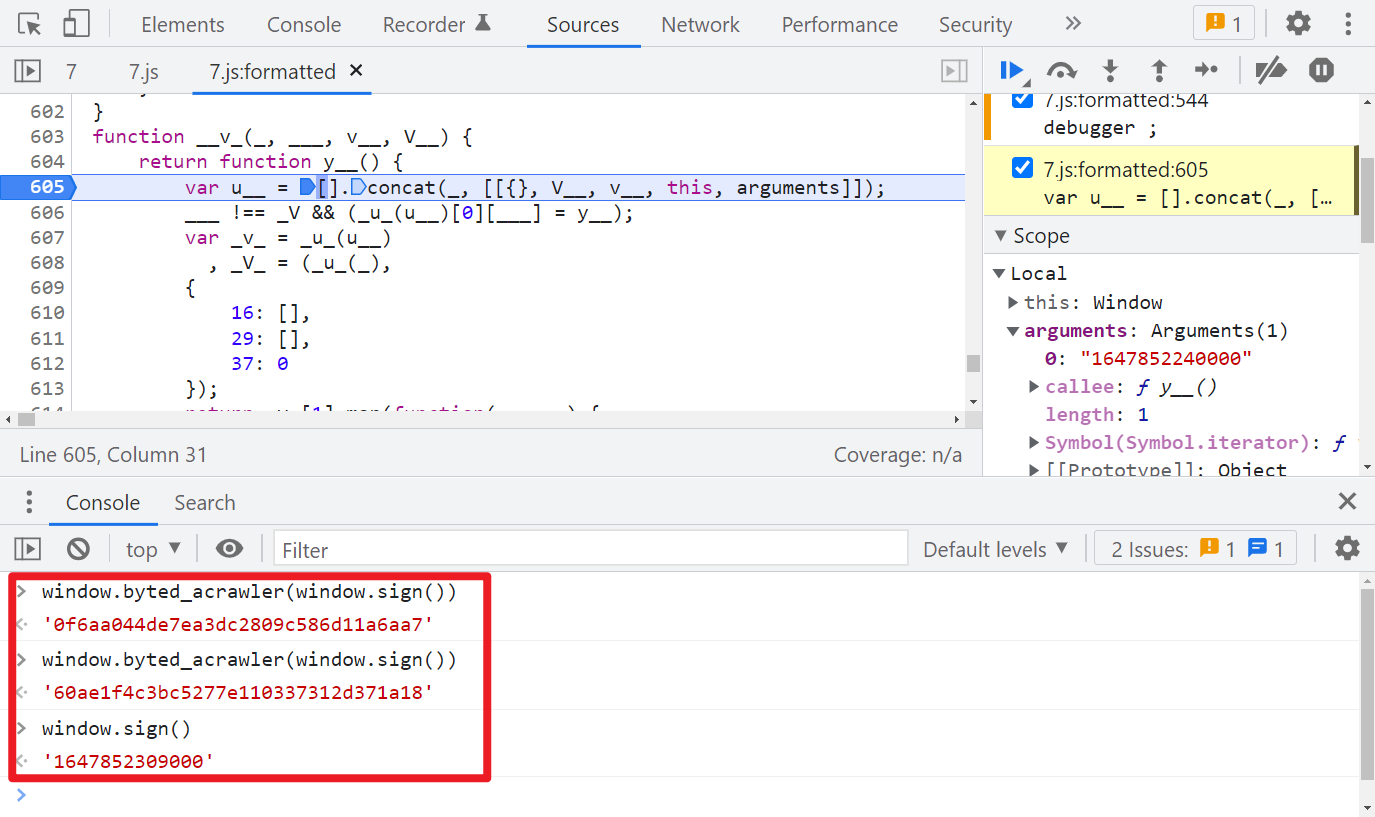 Elements Console Recorder Sources Network Performance Security » 1
7 7.js 7.js:formatted ×
602 }
603 function __v_(_, ___, v__, V__) {
604 return function y__() {
605 var u__ = [].concat(_, [[{}, V__, v__, this, arguments]]);
606 ___ !== _V && (_u_(u__)[0][___] = y__);
607 var _v_ = _u_(u__)
608 , _V_ = (_u_(_),
609 {
610 16: [],
611 29: [],
612 37: 0
613 });
Line 605, Column 31 Coverage: n/a
7.js:formatted:544
debugger ;
7.js:formatted:605
var u__ = [].concat(_, […
▼ Scope
▼ Local
▶ this: Window
▼ arguments: Arguments(1)
0: "1647852240000"
▶ callee: ƒ y__()
length: 1
▶ Symbol(Symbol.iterator): ƒ
▶ [[Prototype]]: Object
Console Search
top ▼ Filter Default levels ▼ 2 Issues: 1 1
> window.byted_acrawler(window.sign())
'0f6aa044de7ea3dc2809c586d11a6aa7'
> window.byted_acrawler(window.sign())
'60ae1f4c3bc5277e110337312d371a18'
> window.sign()
'1647852309000'
>